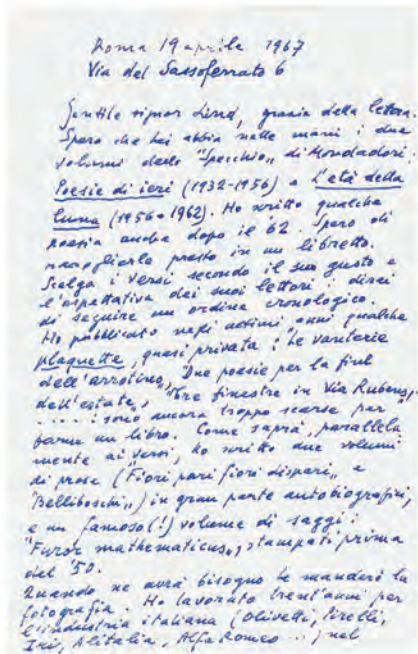 Roma 19 aprile 1967
Via del Sassoferrato 6
Gentile signor Lind, grazie della lettera.
Spero che Lei abbia nelle mani i due
volumi dello "Specchio" di Mondadori.
Poesie di ieri (1932-1956) e L'età della
luna (1956-1962). Ho scritto qualche
poesia anche dopo il 62. Spero di
raccoglierle presto in un libretto.
Scelga i versi secondo il suo gusto e
l'aspettativa dei suoi lettori: direi
di seguire un ordine cronologico.
Ho pubblicato negli ultimi anni qualche
plaquette, quasi privata: "Le vanterie
dell'arrotino", "Due poesie per la fine
dell'estate", "Tre finestre in Via Rubens",
..... sono ancora troppo scarse per
farne un libro. Come saprà, parallela
mente ai versi, ho scritto due volumi
di prose ("Fiori pari fiori dispari" e
"Belliboschi") in gran parte autobiografici,
e un famoso(!) volume di saggi:
"Furor mathematicus", stampati prima
del '50.
Quando ne avrà bisogno le manderò la
fotografia. Ho lavorato trent'anni per
l'industria italiana (Olivetti, Pirelli,
Iri, Alitalia, Alfa Romeo ...) nel